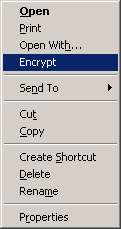 Open
Print
Open With...
Encrypt
Send To
Cut
Copy
Create Shortcut
Delete
Rename
Properties